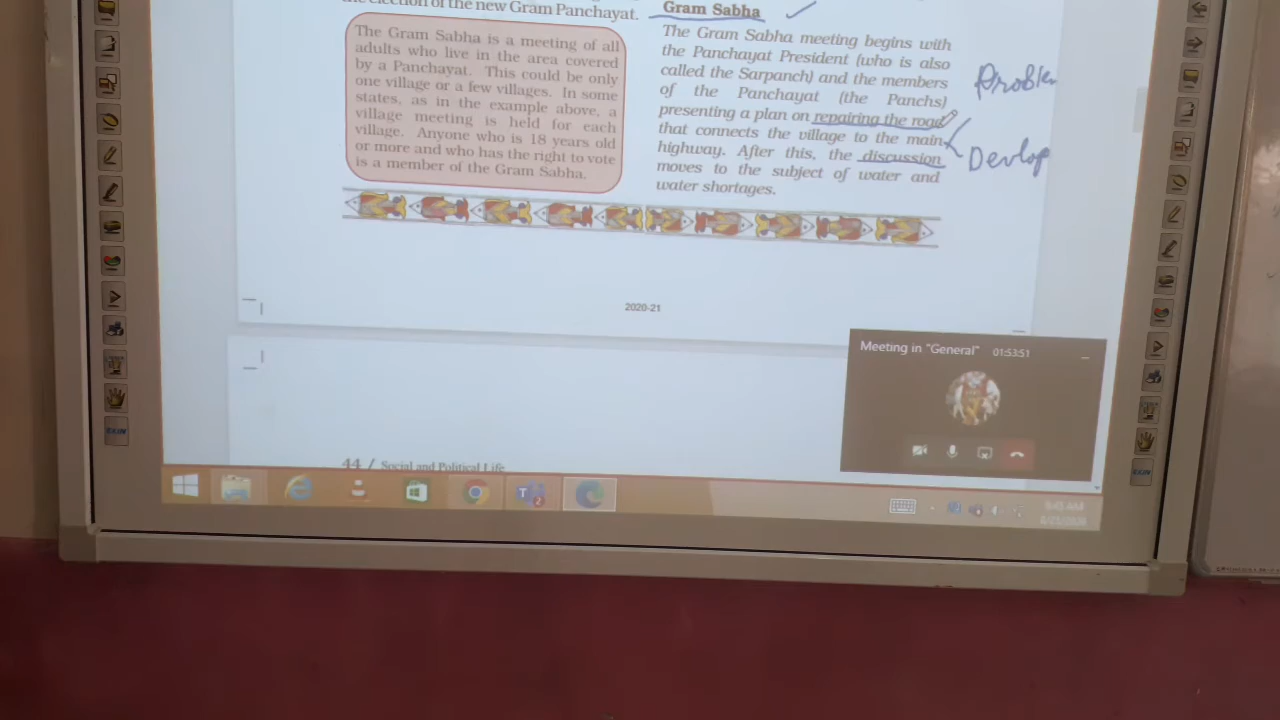 the election of the new Gram Panchayat.
The Gram Sabha is a meeting of all
adults who live in the area covered
by a Panchayat. This could be only
one village or a few villages. In some
states, as in the example above, a
village meeting is held for each
village. Anyone who is 18 years old
or more and who has the right to vote
is a member of the Gram Sabha.
Gram Sabha
The Gram Sabha meeting begins with
the Panchayat President (who is also
called the Sarpanch) and the members
of the Panchayat (the Panchs)
presenting a plan on repairing the road
that connects the village to the main
highway. After this, the discussion
moves to the subject of water and
water shortages.
Problem
Devlop
2020-21
Meeting in "General" 01:53:51
44 / Social and Political Life
EXIN
EXIN